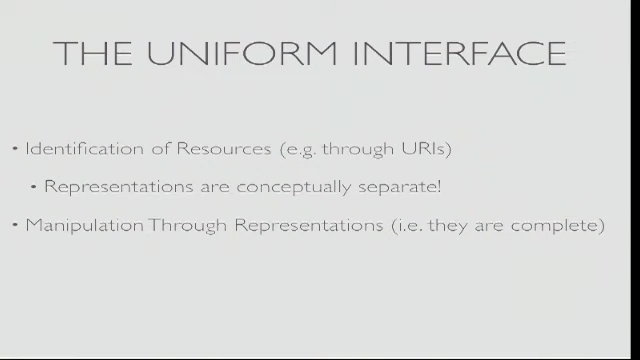 THE UNIFORM INTERFACE
• Identification of Resources (e.g. through URIs)
• Representations are conceptually separate!
• Manipulation Through Representations (i.e. they are complete)